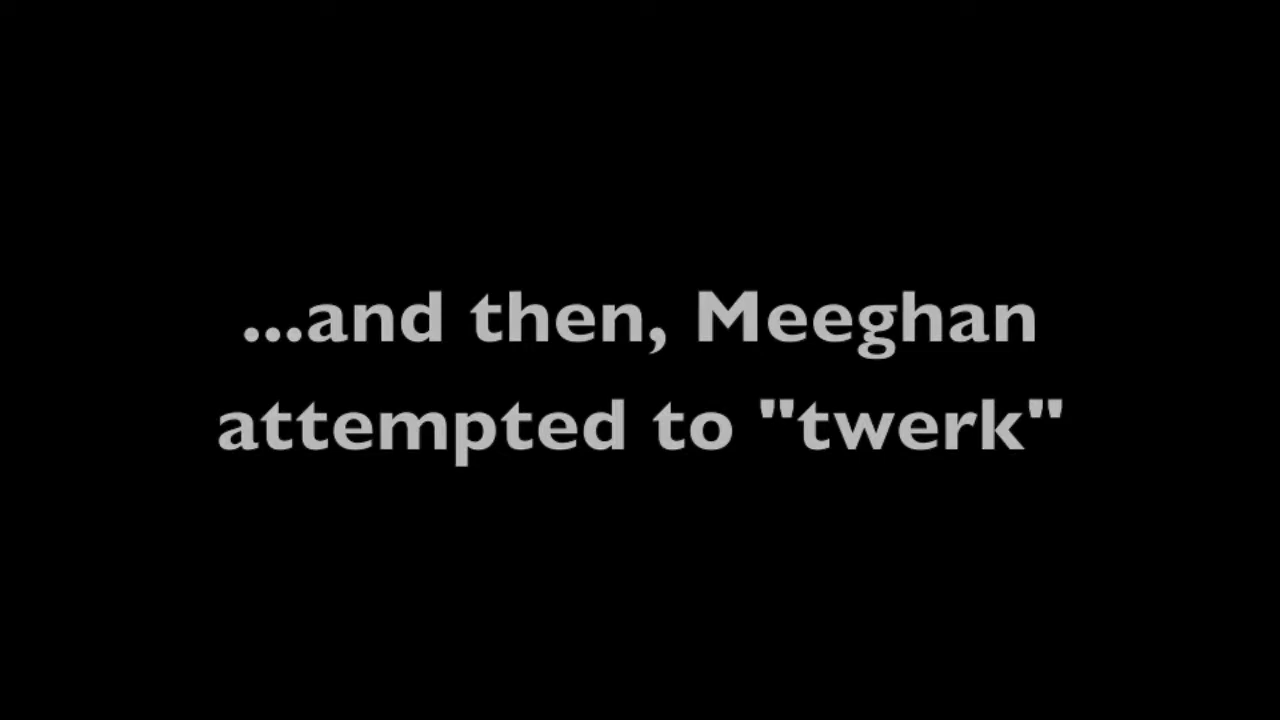 ...and then, Meeghan
attempted to "twerk"